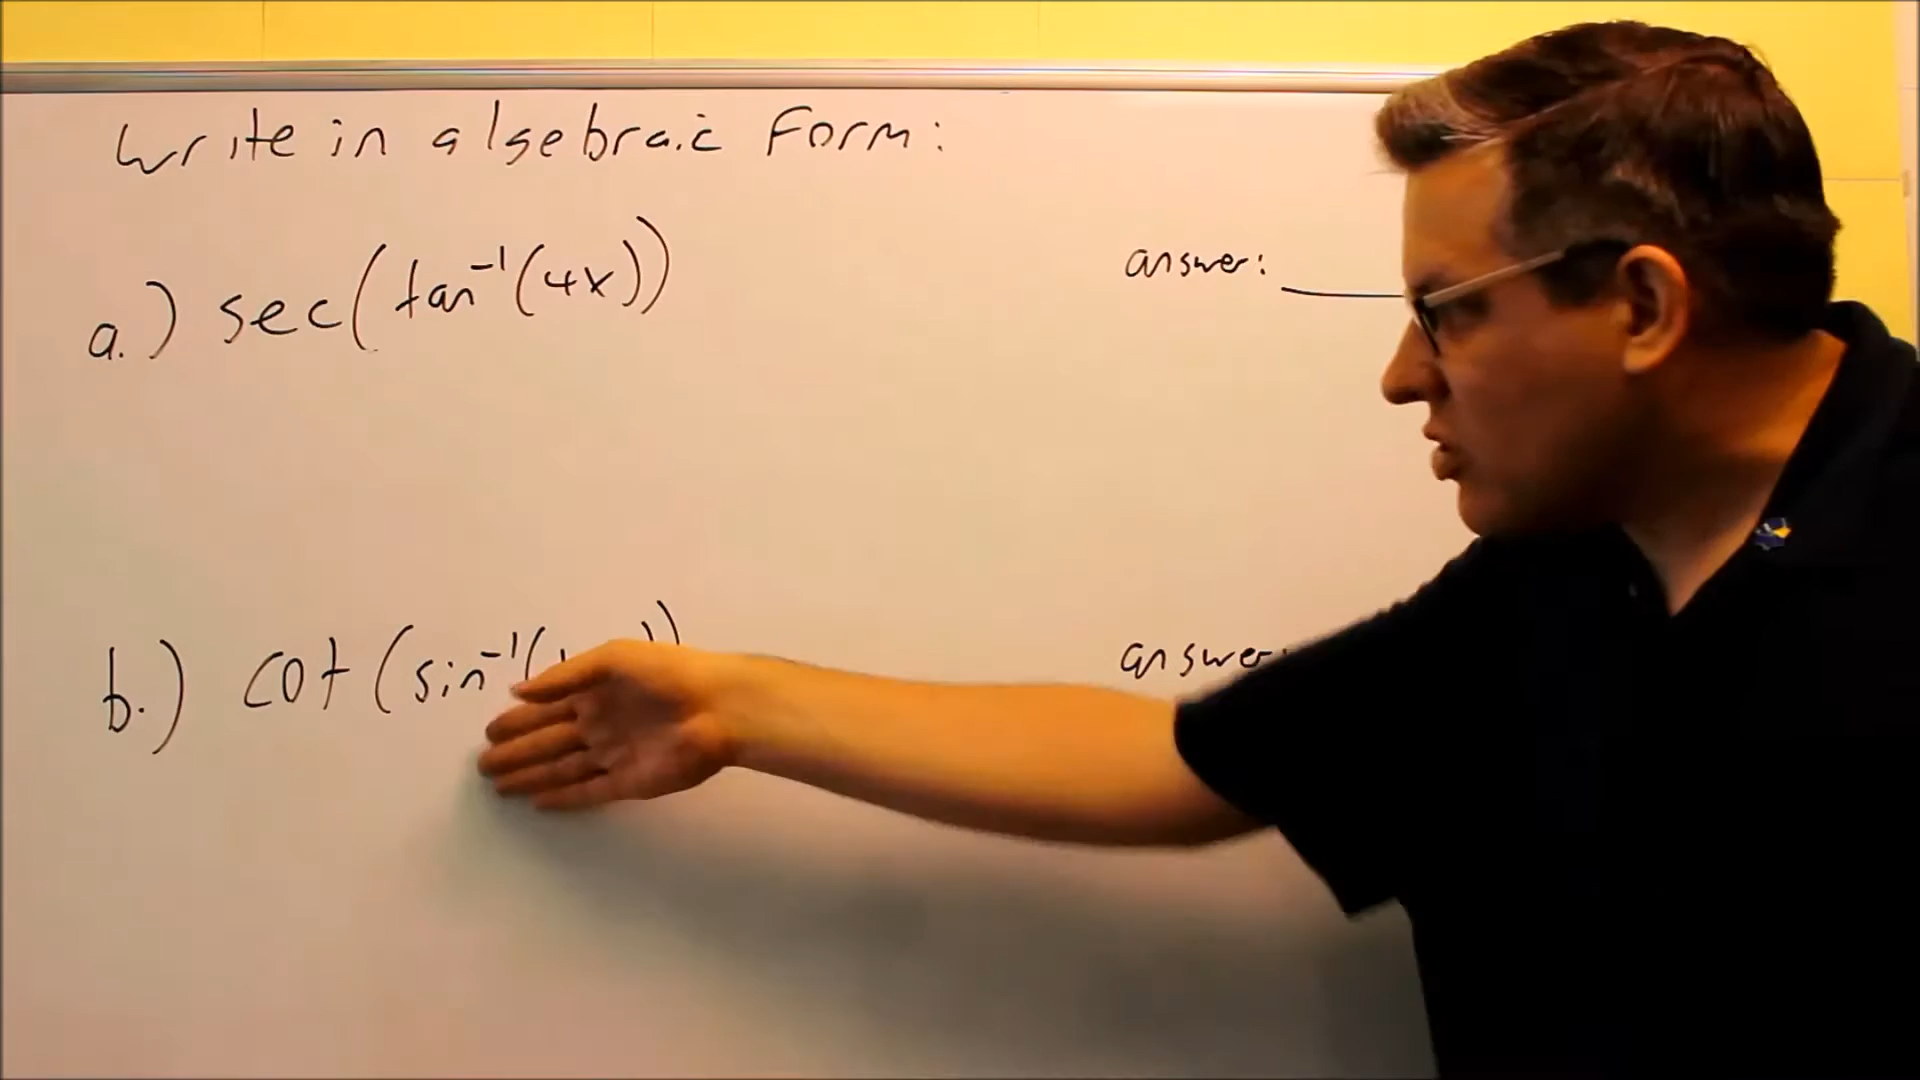 Write in algebraic Form:
a.) sec(tan⁻¹(4x))
answer:
b.) cot(sin⁻¹( ))
answer: